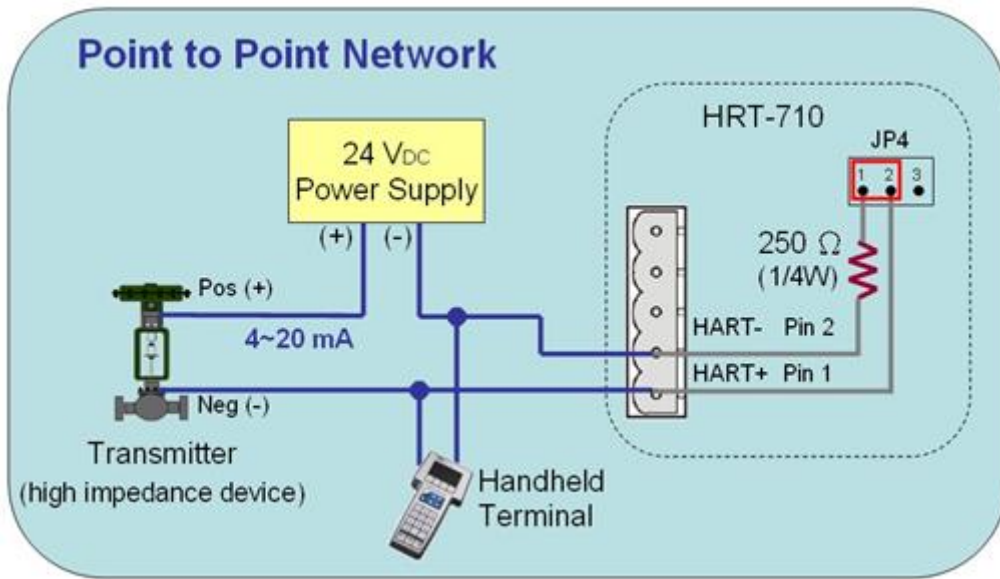 Point to Point Network
HRT-710
JP4
1 2 3
24 VDC
Power Supply
(+) (-)
250 Ω
(1/4W)
Pos (+)
4~20 mA
HART- Pin 2
HART+ Pin 1
Neg (-)
Transmitter
(high impedance device)
Handheld
Terminal